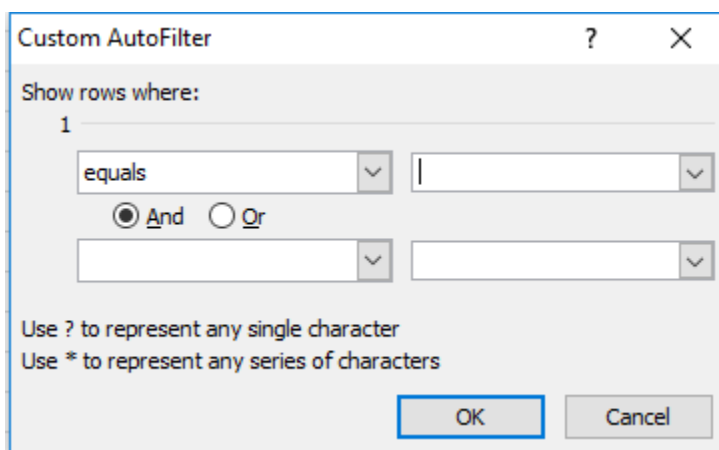 Custom AutoFilter ?
Show rows where:
1
equals
And Or
Use ? to represent any single character
Use * to represent any series of characters
OK Cancel